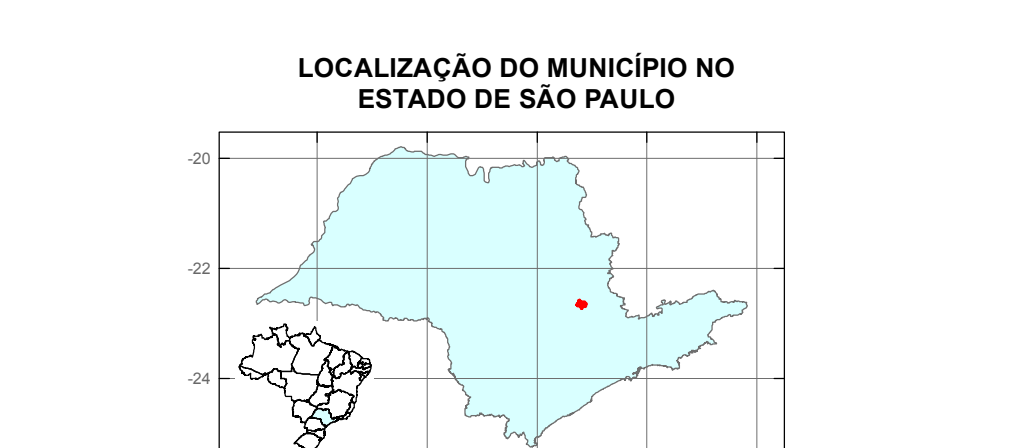 LOCALIZAÇÃO DO MUNICÍPIO NO
ESTADO DE SÃO PAULO
-20
-22
-24